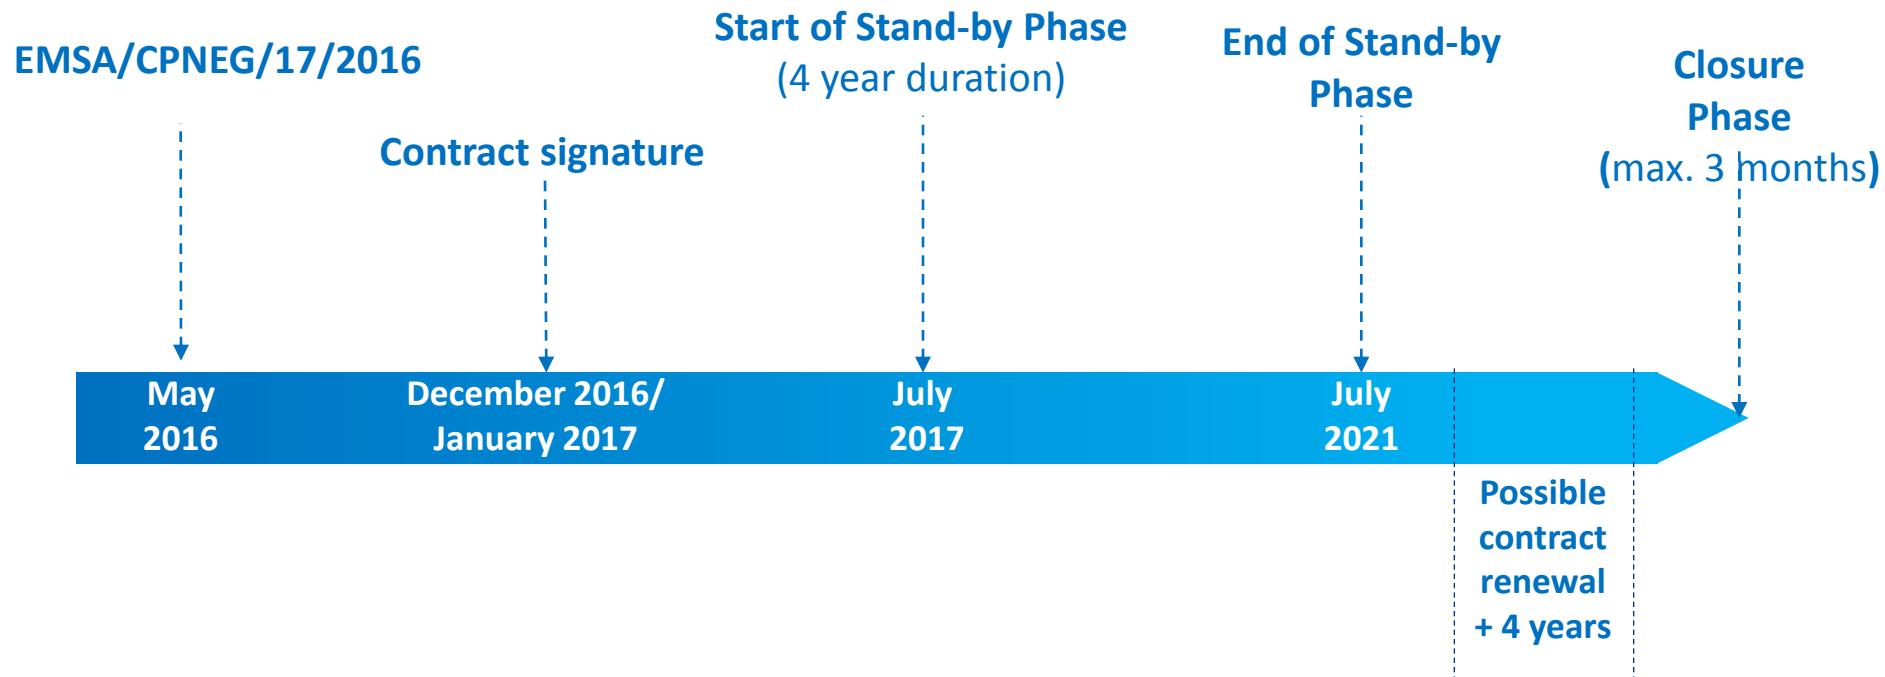 EMSA/CPNEG/17/2016
Contract signature
Start of Stand-by Phase
(4 year duration)
End of Stand-by
Phase
Closure
Phase
(max. 3 months)
May
2016
December 2016/
January 2017
July
2017
July
2021
Possible
contract
renewal
+ 4 years